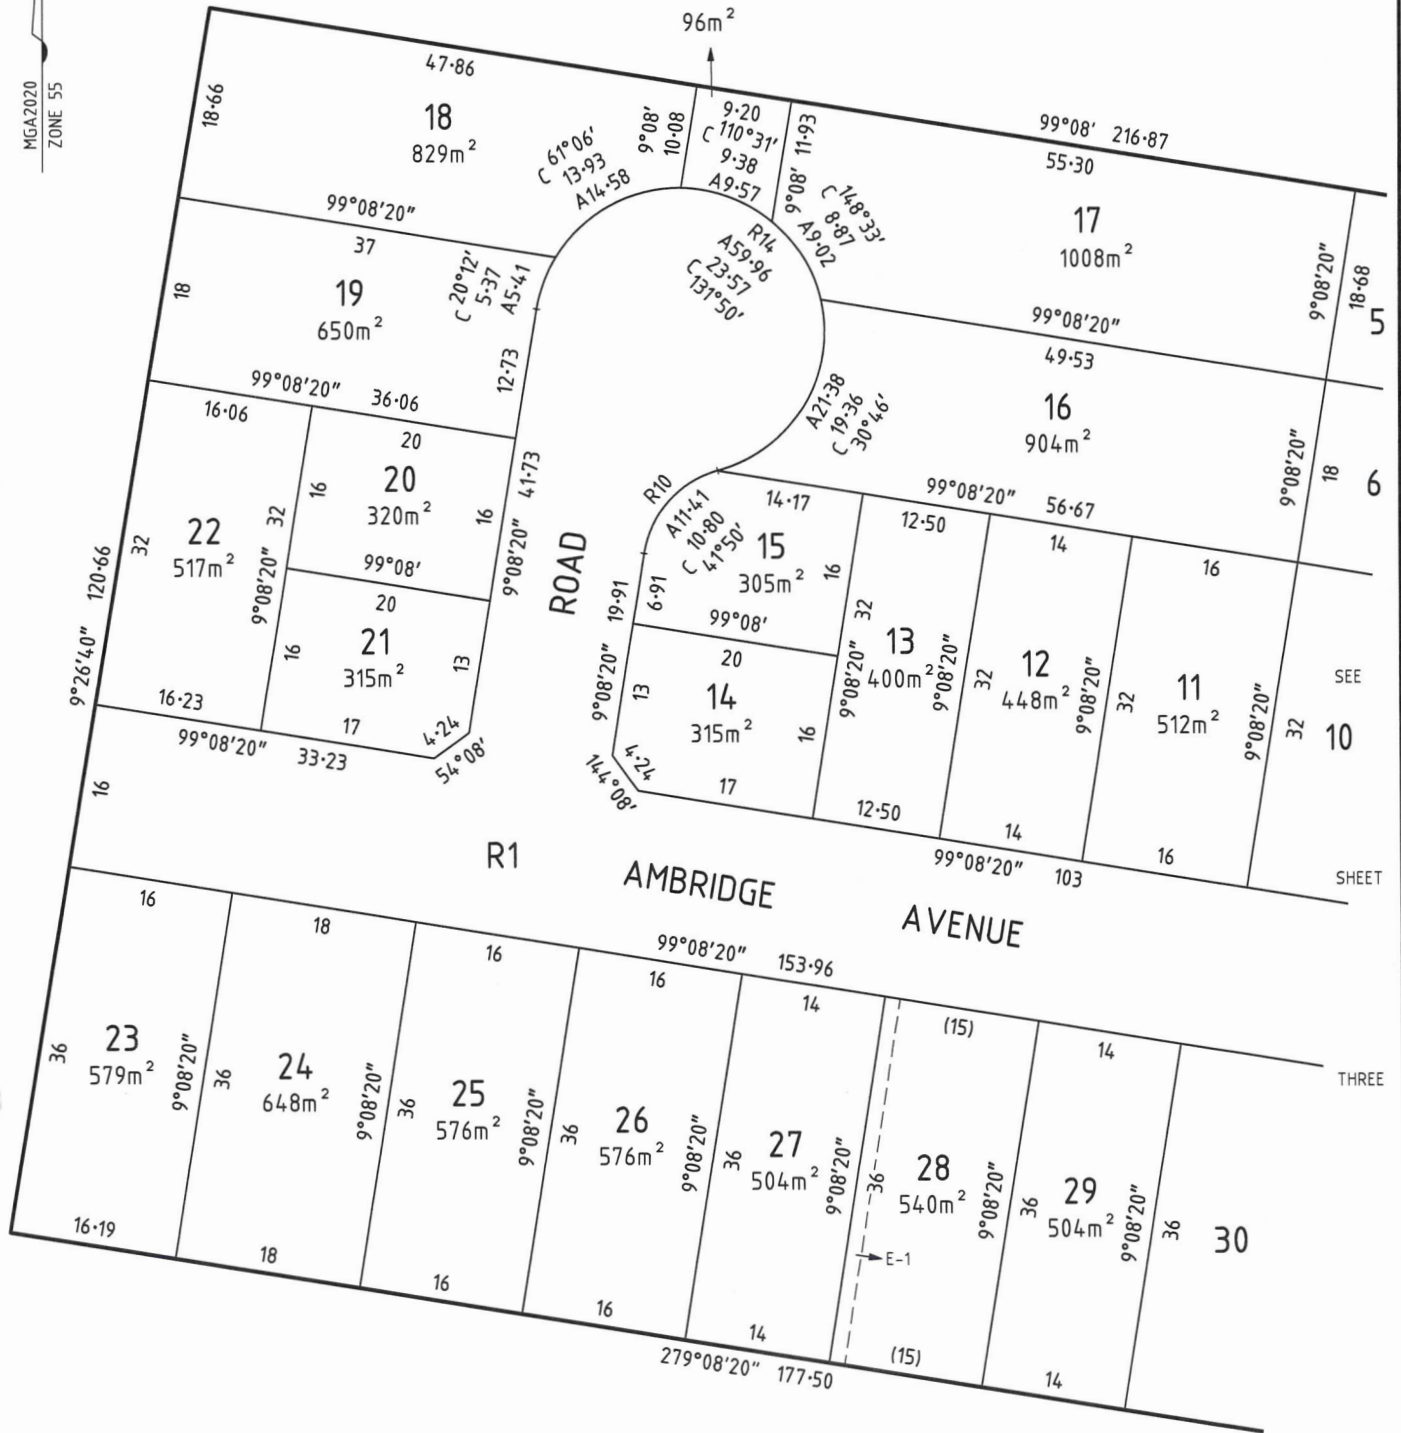 MGA2020
ZONE 55
96m²
47·86
18·66
18
829m²
9°08'
10·08
9·20
C 110°31'
9·38
A9·57
9°08' 11·93
99°08' 216·87
55·30
C 61°06'
13·93
A14·58
C 148°33'
8·87
A9·02
R14
A59·96
23·57
C 131°50'
17
1008m²
9°08'20"
18·68
5
99°08'20"
37
18
19
650m²
C 20°12'
5·37
A5·41
12·73
99°08'20"
49·53
16
904m²
A21·38
19·36
C 30°46'
9°08'20"
18
6
99°08'20" 36·06
16·06
20
16
20
320m²
16
41·73
32
22
517m²
32
9°08'20"
99°08'
20
16
21
315m²
13
9°08'20"
ROAD
R10
A11·41
10·80
C 41°50'
14·17
15
305m²
16
6·91
19·91
99°08'
20
9°08'20"
13
14
315m²
16
4·24
144°08'
17
99°08'20" 56·67
12·50
32
13
400m²
9°08'20"
9°08'20"
12·50
14
32
12
448m²
9°08'20"
14
16
32
11
512m²
9°08'20"
16
32
10
SEE
SHEET
THREE
120·66
9°26'40"
16·23
17
4·24
54°08'
99°08'20" 33·23
16
R1
AMBRIDGE AVENUE
99°08'20" 103
99°08'20" 153·96
16
18
16
16
14
(15)
14
36
23
579m²
9°08'20"
36
24
648m²
9°08'20"
36
25
576m²
9°08'20"
36
26
576m²
9°08'20"
36
27
504m²
9°08'20"
36
28
540m²
9°08'20"
36
29
504m²
9°08'20"
36
30
E-1
16·19
18
16
16
14
(15)
14
279°08'20" 177·50